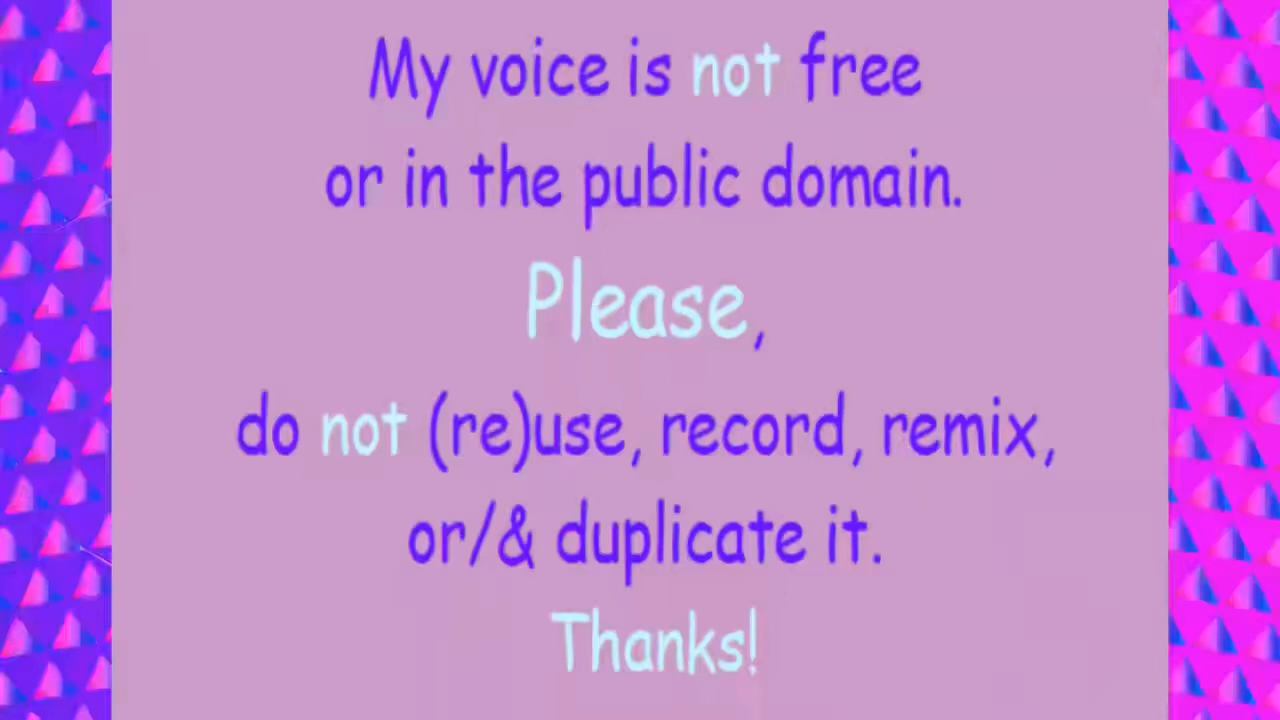 My voice is not free
or in the public domain.
Please,
do not (re)use, record, remix,
or/& duplicate it.
Thanks!